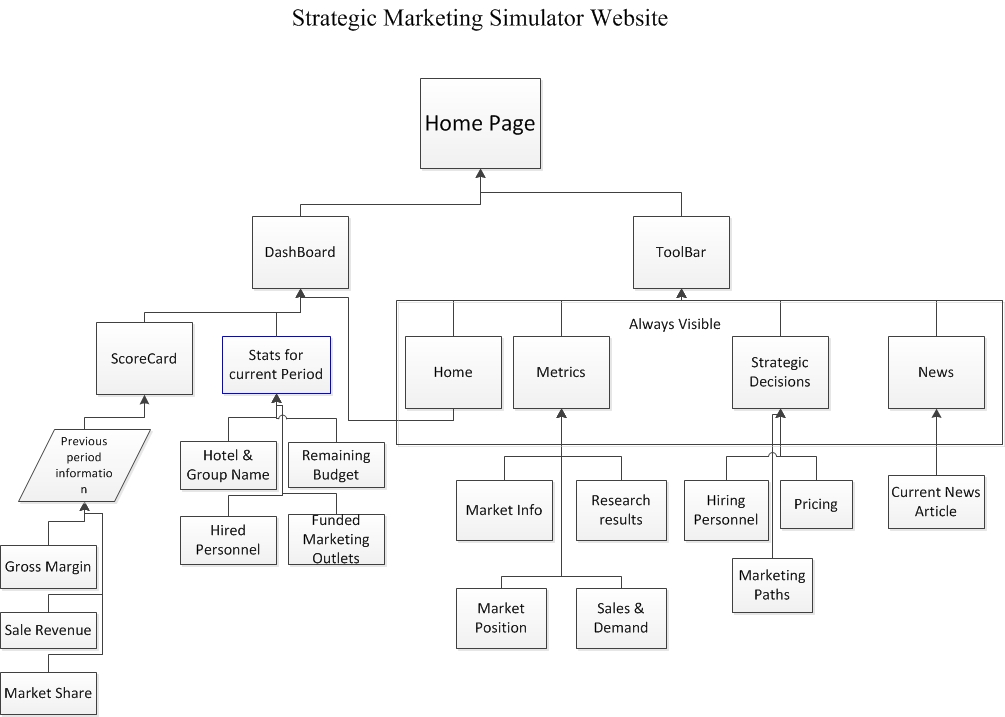 Strategic Marketing Simulator Website
Home Page
DashBoard
ToolBar
Always Visible
ScoreCard
Stats for
current Period
Home
Metrics
Strategic
Decisions
News
Previous
period
informatio
n
Hotel &
Group Name
Remaining
Budget
Hired
Personnel
Funded
Marketing
Outlets
Market Info
Research
results
Hiring
Personnel
Pricing
Current News
Article
Gross Margin
Marketing
Paths
Sale Revenue
Market
Position
Sales &
Demand
Market Share